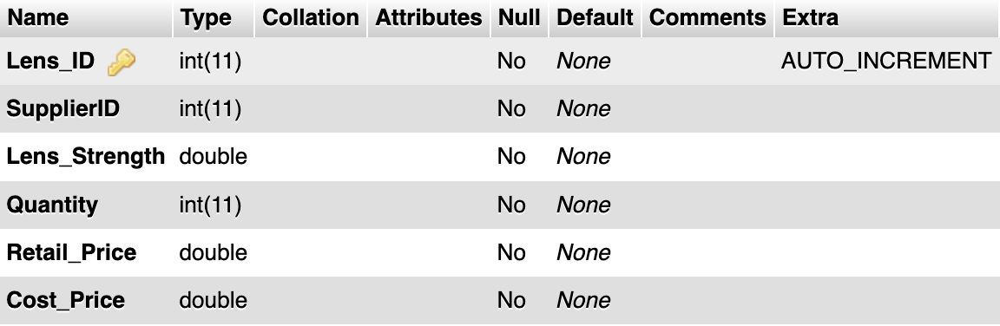 Name Type Collation Attributes Null Default Comments Extra
Lens_ID int(11) No None AUTO_INCREMENT
SupplierID int(11) No None
Lens_Strength double No None
Quantity int(11) No None
Retail_Price double No None
Cost_Price double No None